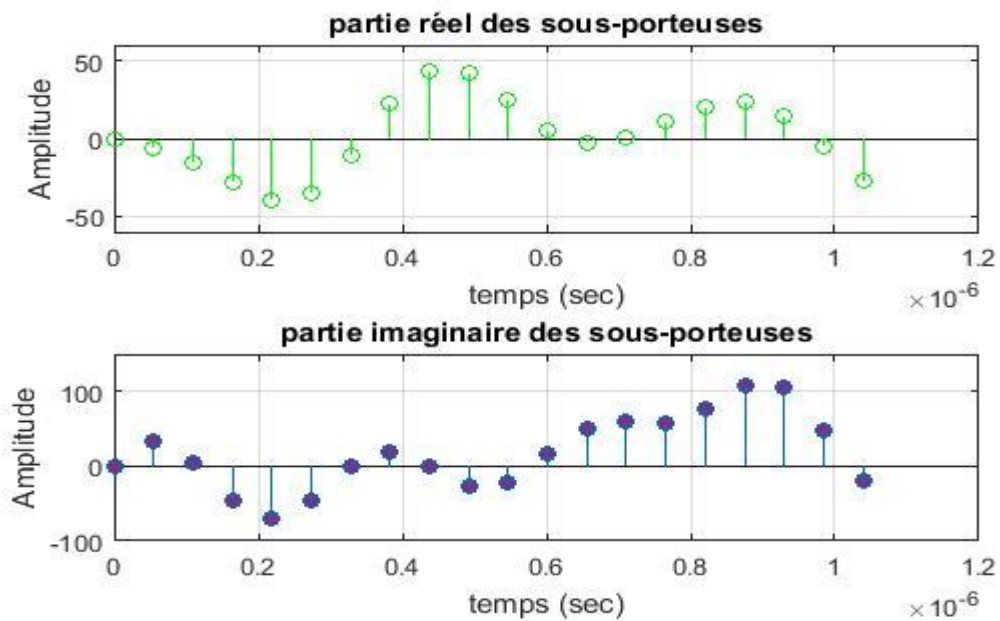 partie réel des sous-porteuses
Amplitude
50
0
-50
0 0.2 0.4 0.6 0.8 1 1.2
temps (sec)
× 10⁻⁶
partie imaginaire des sous-porteuses
Amplitude
100
0
-100
0 0.2 0.4 0.6 0.8 1 1.2
temps (sec)
× 10⁻⁶